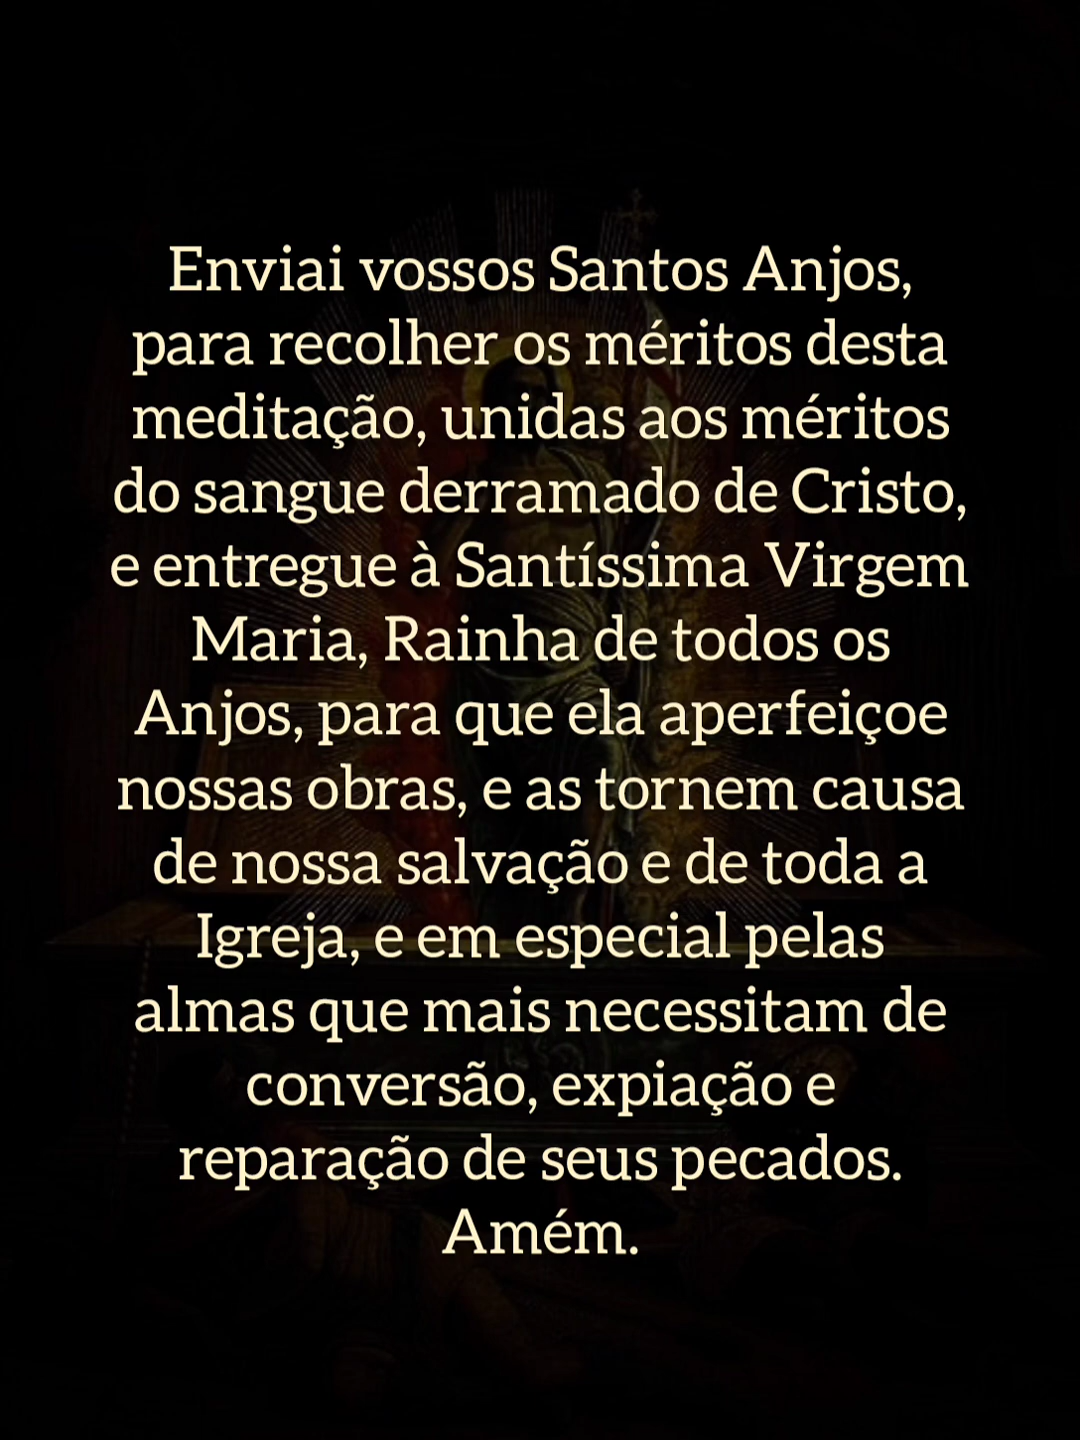 Enviai vossos Santos Anjos,
para recolher os méritos desta
meditação, unidas aos méritos
do sangue derramado de Cristo,
e entregue à Santíssima Virgem
Maria, Rainha de todos os
Anjos, para que ela aperfeiçoe
nossas obras, e as tornem causa
de nossa salvação e de toda a
Igreja, e em especial pelas
almas que mais necessitam de
conversão, expiação e
reparação de seus pecados.
Amém.